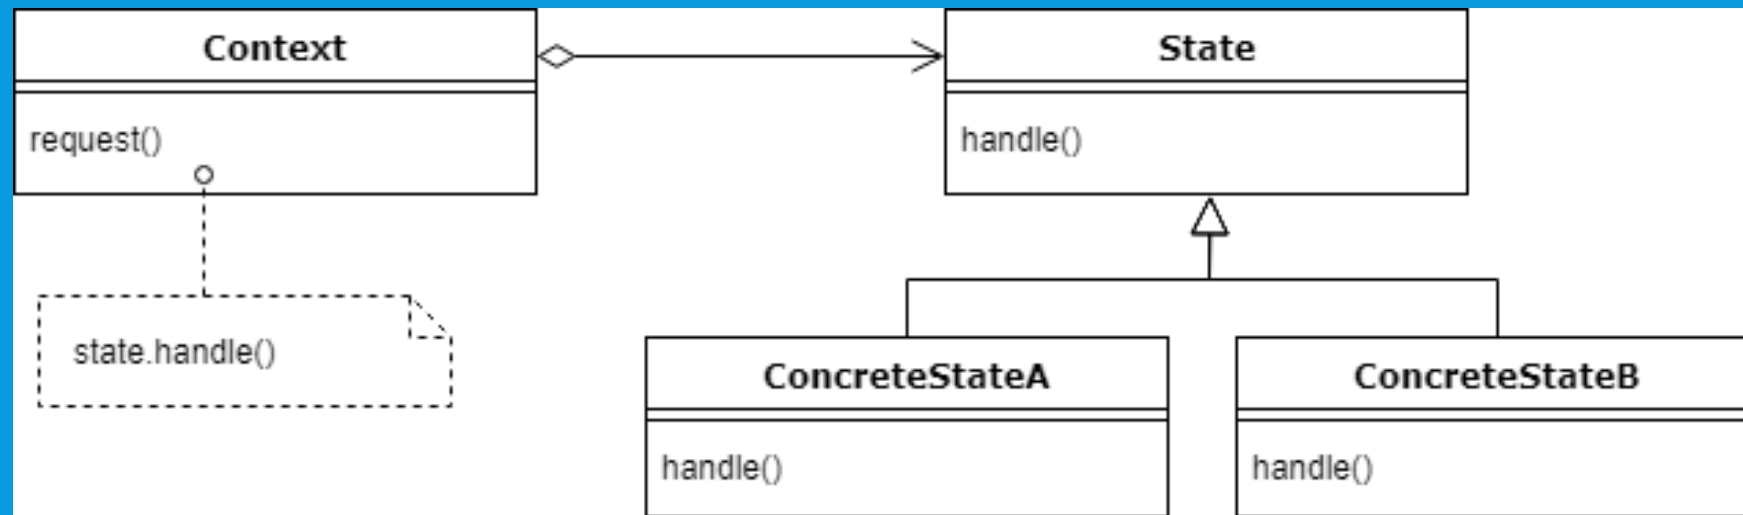 Context
request()
state.handle()
State
handle()
ConcreteStateA
handle()
ConcreteStateB
handle()